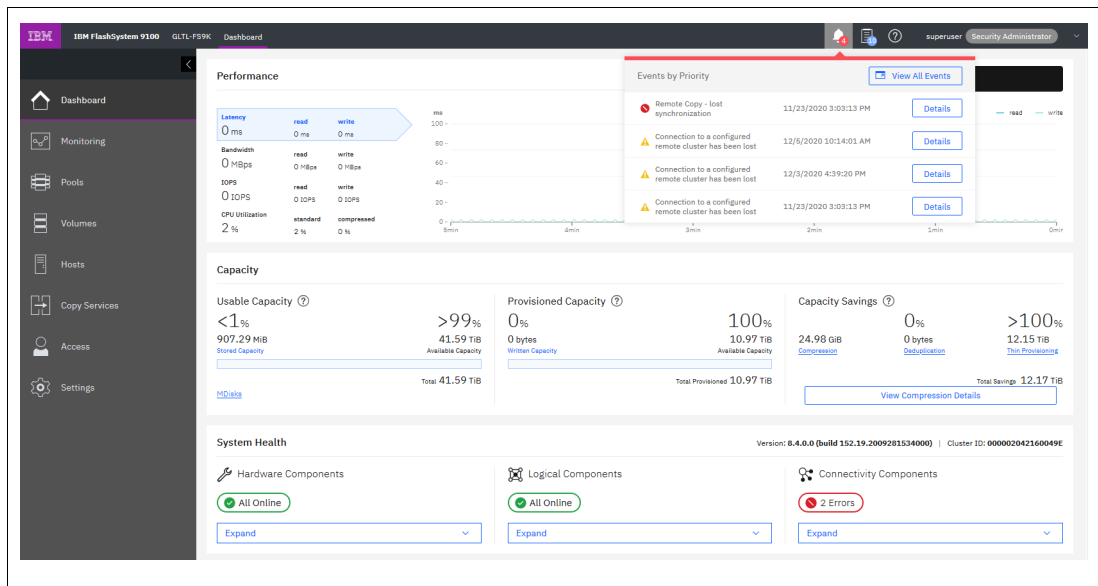 IBM IBM FlashSystem 9100 GLTL-FS9K Dashboard 4 10 superuser Security Administrator
Dashboard
Monitoring
Pools
Volumes
Hosts
Copy Services
Access
Settings
Performance
Latency read write
0 ms 0 ms 0 ms
Bandwidth read write
0 MBps 0 MBps 0 MBps
IOPS read write
0 IOPS 0 IOPS 0 IOPS
CPU Utilization standard compressed
2 % 2 % 0 %
ms
100
80
60
40
20
0
5min 4min 3min 2min 1min 0min
read write
Events by Priority View All Events
Remote Copy - lost
synchronization 11/23/2020 3:03:13 PM Details
Connection to a configured
remote cluster has been lost 12/5/2020 10:14:01 AM Details
Connection to a configured
remote cluster has been lost 12/3/2020 4:39:20 PM Details
Connection to a configured
remote cluster has been lost 11/23/2020 3:03:13 PM Details
Capacity
Usable Capacity ?
<1% >99%
907.29 MiB 41.59 TiB
Stored Capacity Available Capacity
Total 41.59 TiB
MDisks
Provisioned Capacity ?
0% 100%
0 bytes 10.97 TiB
Written Capacity Available Capacity
Total Provisioned 10.97 TiB
Capacity Savings ?
0% >100%
24.98 GiB 0 bytes 12.15 TiB
Compression Deduplication Thin Provisioning
Total Savings 12.17 TiB
View Compression Details
System Health Version: 8.4.0.0 (build 152.19.2009281534000) | Cluster ID: 000002042160049E
Hardware Components
All Online
Expand
Logical Components
All Online
Expand
Connectivity Components
2 Errors
Expand